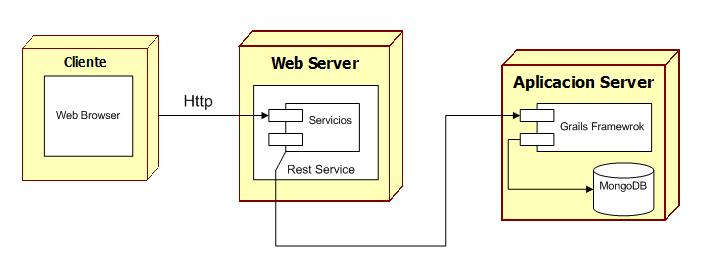 Cliente
Web Browser
Http
Web Server
Servicios
Rest Service
Aplicacion Server
Grails Framewrok
MongoDB